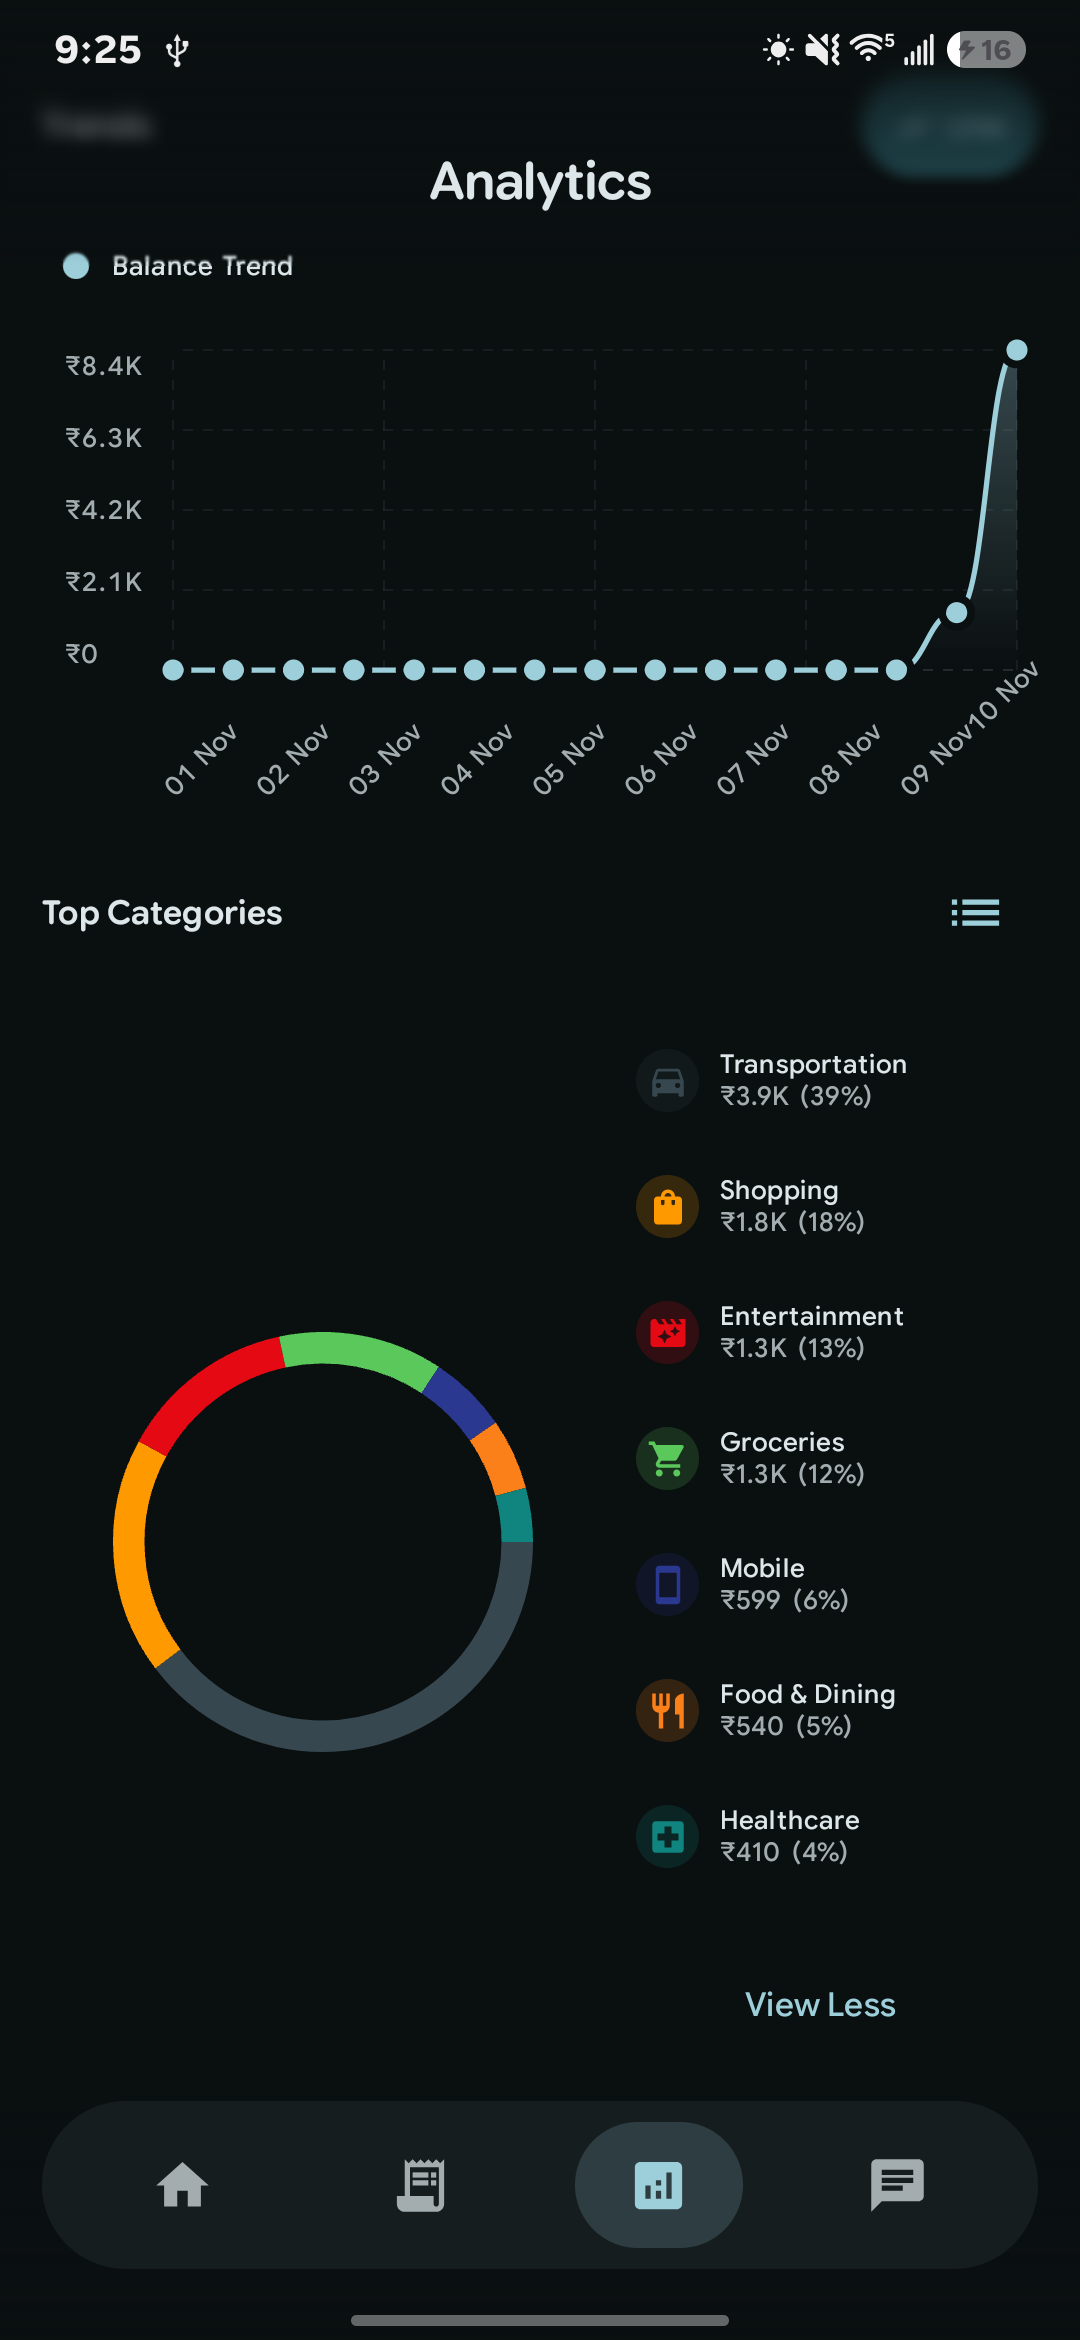 9:25
5
16
Trends
Analytics
Balance Trend
₹8.4K
₹6.3K
₹4.2K
₹2.1K
₹0
01 Nov
02 Nov
03 Nov
04 Nov
05 Nov
06 Nov
07 Nov
08 Nov
09 Nov
10 Nov
Top Categories
Transportation
₹3.9K (39%)
Shopping
₹1.8K (18%)
Entertainment
₹1.3K (13%)
Groceries
₹1.3K (12%)
Mobile
₹599 (6%)
Food & Dining
₹540 (5%)
Healthcare
₹410 (4%)
View Less